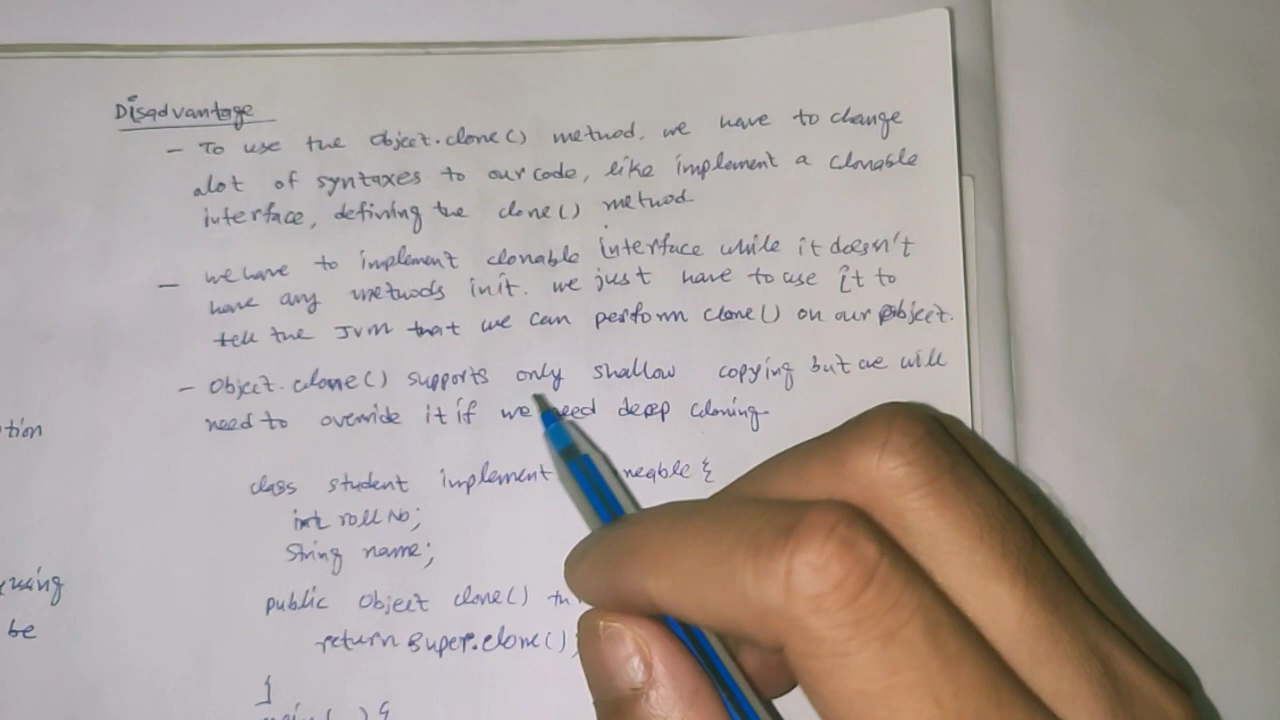 Disadvantage
- To use the Object.clone() method, we have to change
alot of syntaxes to our code, like implement a clonable
interface, defining the clone() method.
- we have to implement clonable interface while it doesn't
have any methods in it. we just have to use it to
tell the JVM that we can perform clone() on our object.
- Object.clone() supports only shallow copying but we will
need to override it if we need deep cloning.
tion
class student implement neable {
int roll No;
String name;
using
public Object clone() th
be
return super.clone();
}